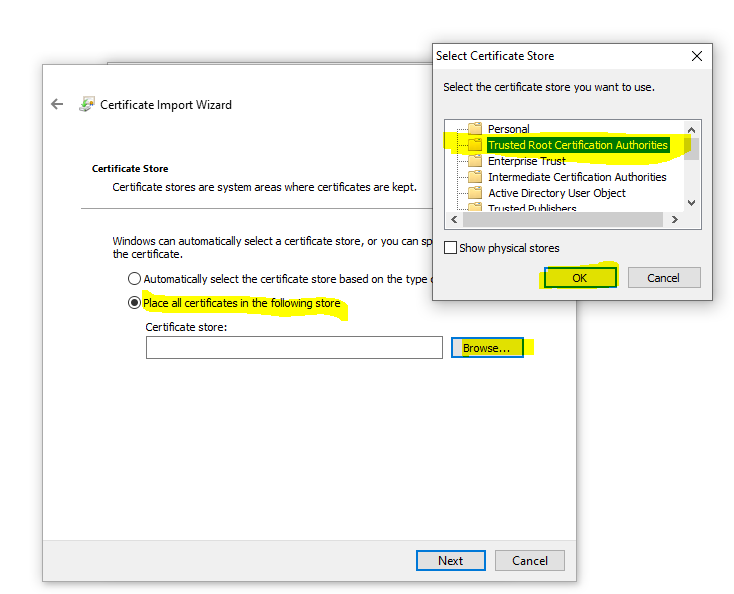 Select Certificate Store
Select the certificate store you want to use.
Personal
Trusted Root Certification Authorities
Enterprise Trust
Intermediate Certification Authorities
Active Directory User Object
Trusted Publishers
Show physical stores
OK
Cancel
Certificate Import Wizard
Certificate Store
Certificate stores are system areas where certificates are kept.
Windows can automatically select a certificate store, or you can sp
the certificate.
Automatically select the certificate store based on the type
Place all certificates in the following store
Certificate store:
Browse...
Next
Cancel